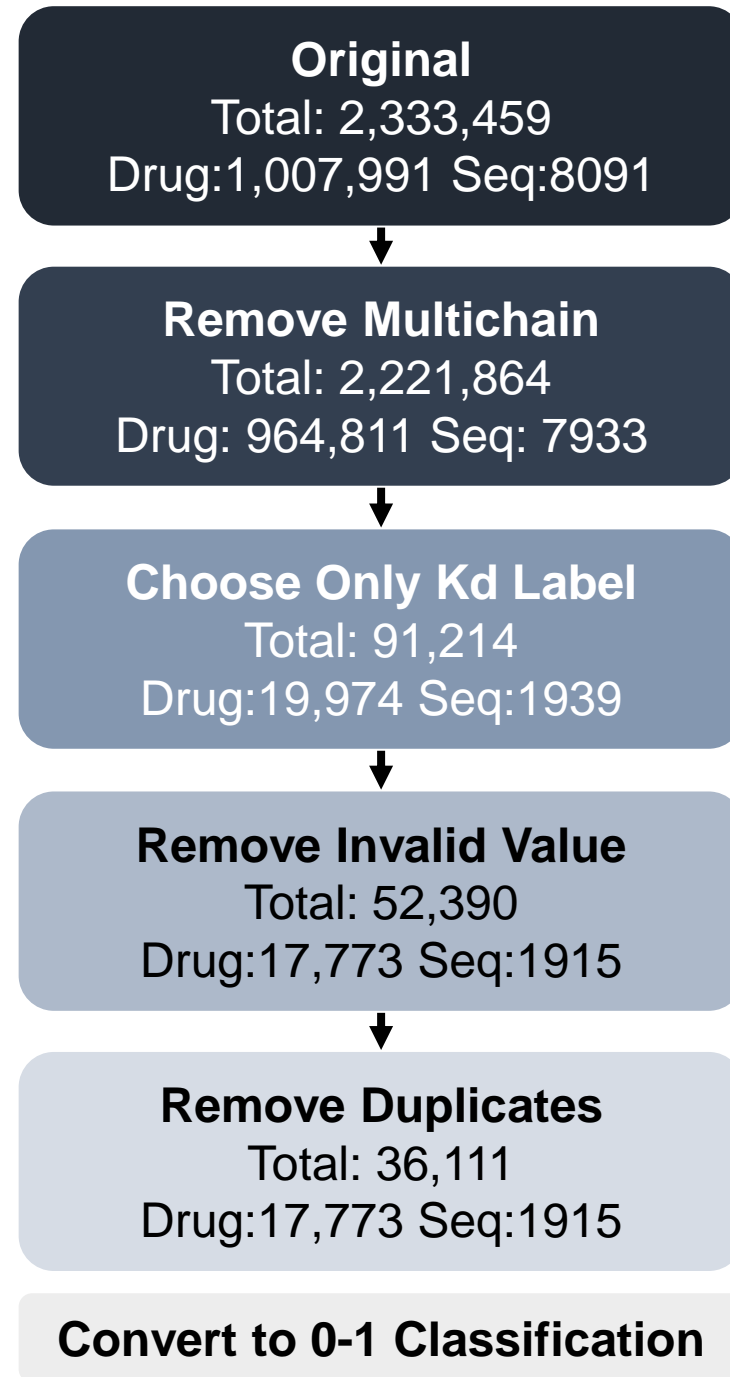 Original
Total: 2,333,459
Drug:1,007,991 Seq:8091
Remove Multichain
Total: 2,221,864
Drug: 964,811 Seq: 7933
Choose Only Kd Label
Total: 91,214
Drug:19,974 Seq:1939
Remove Invalid Value
Total: 52,390
Drug:17,773 Seq:1915
Remove Duplicates
Total: 36,111
Drug:17,773 Seq:1915
Convert to 0-1 Classification